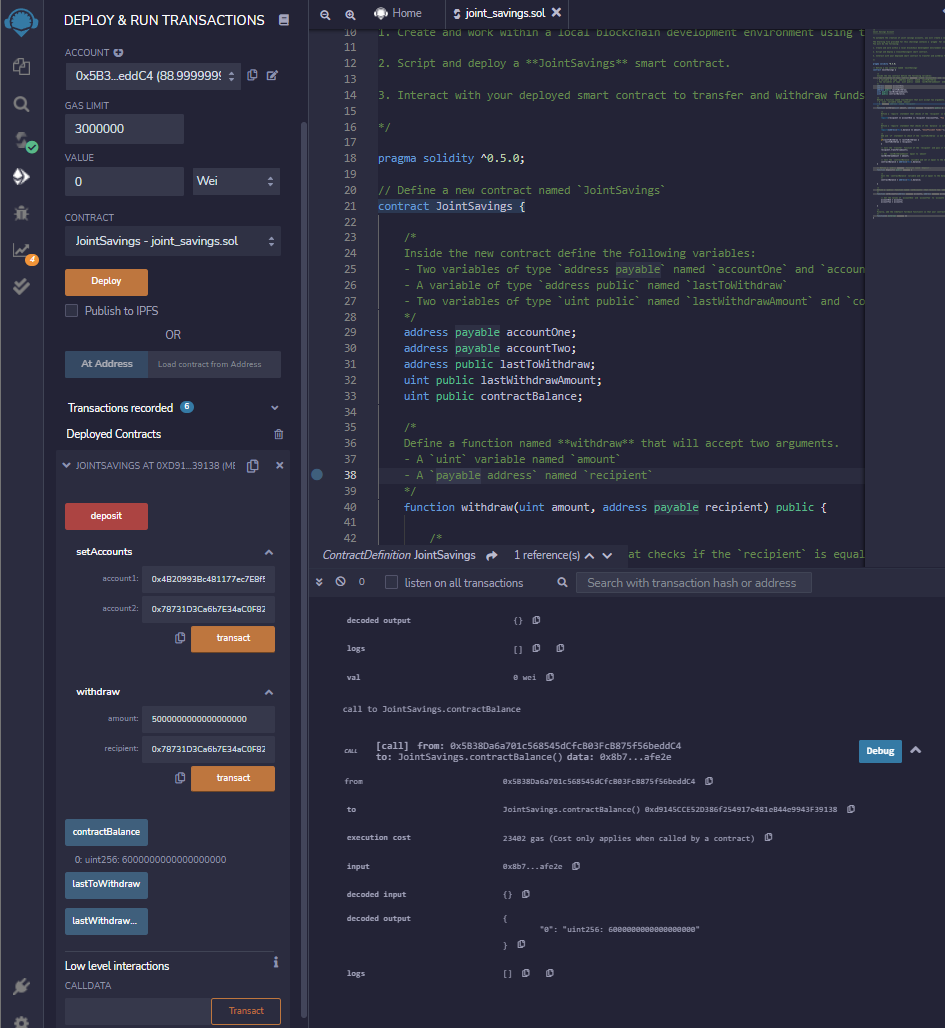 DEPLOY & RUN TRANSACTIONS
ACCOUNT
0x5B3...eddC4 (88.9999999
GAS LIMIT
3000000
VALUE
0
Wei
CONTRACT
JointSavings - joint_savings.sol
Deploy
Publish to IPFS
OR
At Address
Load contract from Address
Transactions recorded 6
Deployed Contracts
JOINTSAVINGS AT 0XD91...39138 (ME
deposit
setAccounts
account1:
0x4B20993Bc481177ec7E8f5
account2:
0x78731D3Ca6b7E34aC0F82
transact
withdraw
amount:
5000000000000000000
recipient:
0x78731D3Ca6b7E34aC0F82
transact
contractBalance
0: uint256: 6000000000000000000
lastToWithdraw
lastWithdraw...
Low level interactions
CALLDATA
Transact
4
Home
joint_savings.sol
10 1. Create and work within a local blockchain development environment using t
11
12 2. Script and deploy a **JointSavings** smart contract.
13
14 3. Interact with your deployed smart contract to transfer and withdraw funds
15
16 */
17
18 pragma solidity ^0.5.0;
19
20 // Define a new contract named `JointSavings`
21 contract JointSavings {
22
23 /*
24 Inside the new contract define the following variables:
25 - Two variables of type `address payable` named `accountOne` and `accoun
26 - A variable of type `address public` named `lastToWithdraw`
27 - Two variables of type `uint public` named `lastWithdrawAmount` and `co
28 */
29 address payable accountOne;
30 address payable accountTwo;
31 address public lastToWithdraw;
32 uint public lastWithdrawAmount;
33 uint public contractBalance;
34
35 /*
36 Define a function named **withdraw** that will accept two arguments.
37 - A `uint` variable named `amount`
38 - A `payable address` named `recipient`
39 */
40 function withdraw(uint amount, address payable recipient) public {
41
42 /*
ContractDefinition JointSavings 1 reference(s)
at checks if the `recipient` is equal
0
listen on all transactions
Search with transaction hash or address
decoded output {}
logs []
val 0 wei
call to JointSavings.contractBalance
CALL [call] from: 0x5B38Da6a701c568545dCfcB03FcB875f56beddC4
to: JointSavings.contractBalance() data: 0x8b7...afe2e
Debug
from 0x5B38Da6a701c568545dCfcB03FcB875f56beddC4
to JointSavings.contractBalance() 0xd9145CCE52D386f254917e481eB44e9943F39138
execution cost 23402 gas (Cost only applies when called by a contract)
input 0x8b7...afe2e
decoded input {}
decoded output {
"0": "uint256: 6000000000000000000"
}
logs []